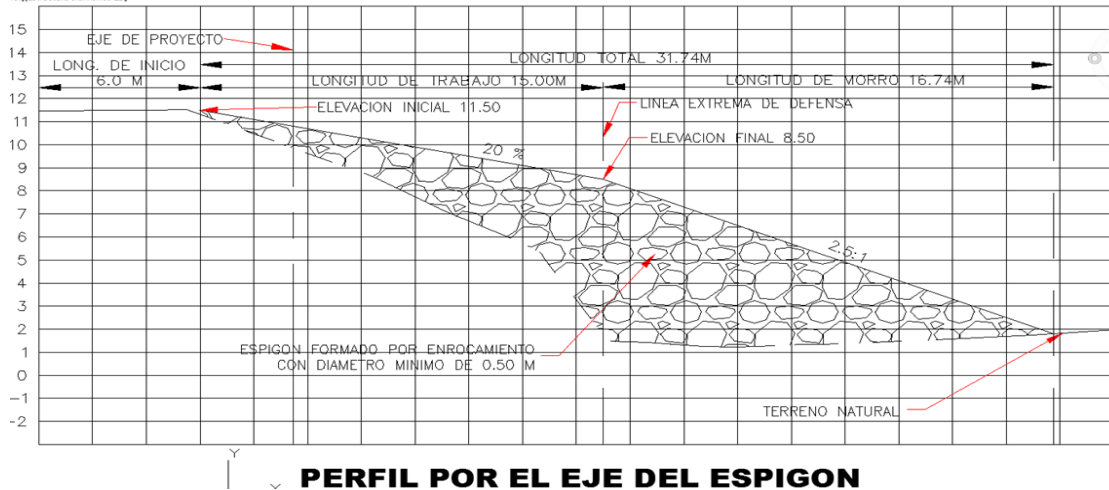 15
14
13
12
11
10
9
8
7
6
5
4
3
2
1
0
-1
-2
EJE DE PROYECTO
LONG. DE INICIO
6.0 M
LONGITUD TOTAL 31.74M
LONGITUD DE TRABAJO 15.00M
LONGITUD DE MORRO 16.74M
ELEVACION INICIAL 11.50
LINEA EXTREMA DE DEFENSA
ELEVACION FINAL 8.50
20 %
2.5:1
ESPIGON FORMADO POR ENROCAMIENTO
CON DIAMETRO MINIMO DE 0.50 M
TERRENO NATURAL
Y
X
PERFIL POR EL EJE DEL ESPIGON